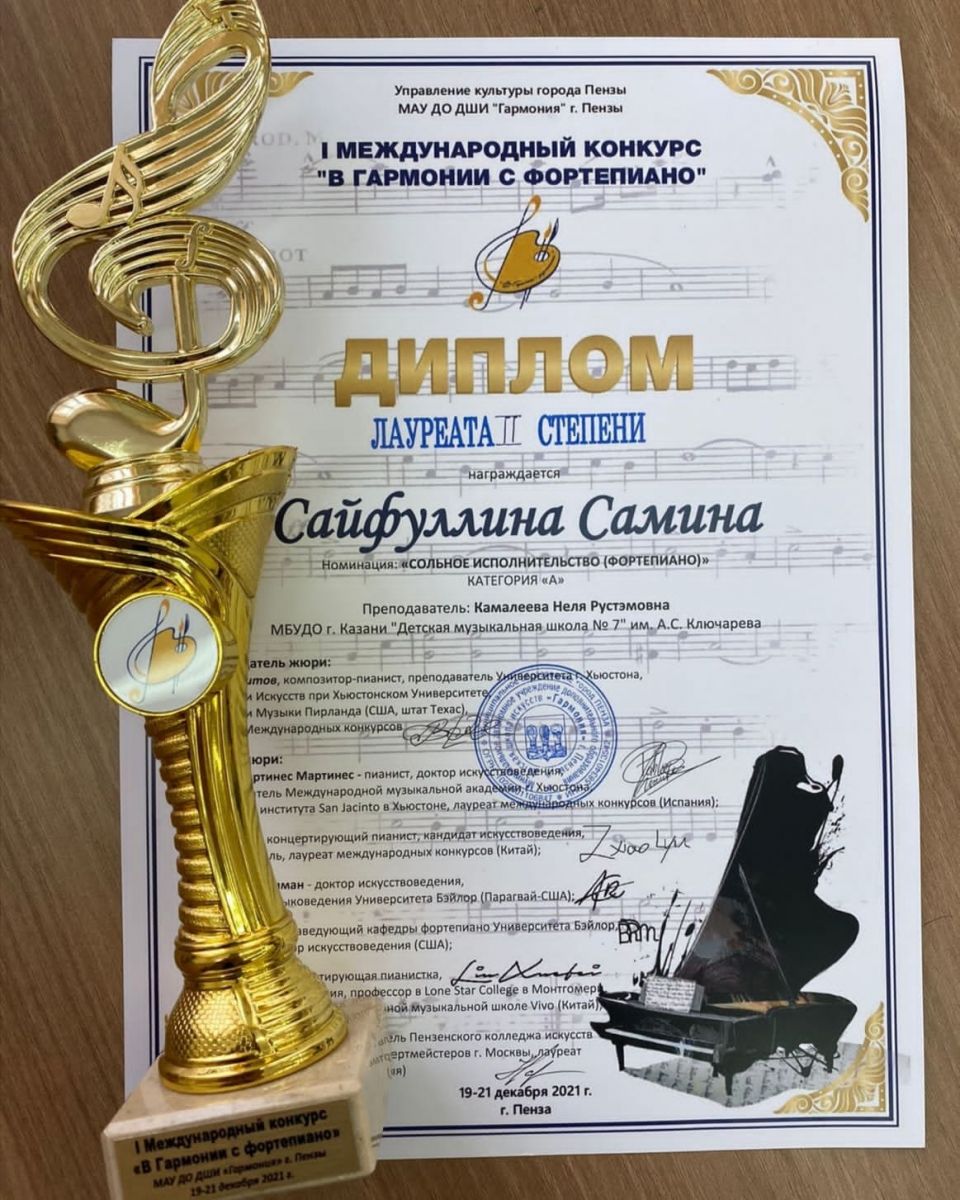 Управление культуры города Пензы
МАУ ДО ДШИ "Гармония" г. Пензы
I МЕЖДУНАРОДНЫЙ КОНКУРС
"В ГАРМОНИИ С ФОРТЕПИАНО"
ДИПЛОМ
ЛАУРЕАТА II СТЕПЕНИ
награждается
Сайфуллина Самина
Номинация: «СОЛЬНОЕ ИСПОЛНИТЕЛЬСТВО (ФОРТЕПИАНО)»
КАТЕГОРИЯ «А»
Преподаватель: Камалеева Неля Рустэмовна
МБУДО г. Казани "Детская музыкальная школа № 7" им. А.С. Ключарева
жюри:
композитор-пианист, преподаватель Университета г. Хьюстона,
и Искусств при Хьюстонском Университете,
и Музыки Пирланда (США, штат Техас),
Международных конкурсов
Мартинес - пианист, доктор искусствоведения,
Международной музыкальной академии г. Хьюстона
института San Jacinto в Хьюстоне, лауреат международных конкурсов (Испания);
концертирующий пианист, кандидат искусствоведения,
лауреат международных конкурсов (Китай);
- доктор искусствоведения,
Университета Бэйлор (Парагвай-США);
кафедры фортепиано Университета Бэйлор,
искусствоведения (США);
пианистка,
профессор в Lone Star College в Монтгомери,
музыкальной школе Vivo (Китай),
Пензенского колледжа искусств
г. Москвы, лауреат
19-21 декабря 2021 г.
г. Пенза
I Международный конкурс
«В Гармонии с фортепиано»
МАУ ДО ДШИ «Гармония» г. Пензы
19-21 декабря 2021 г.